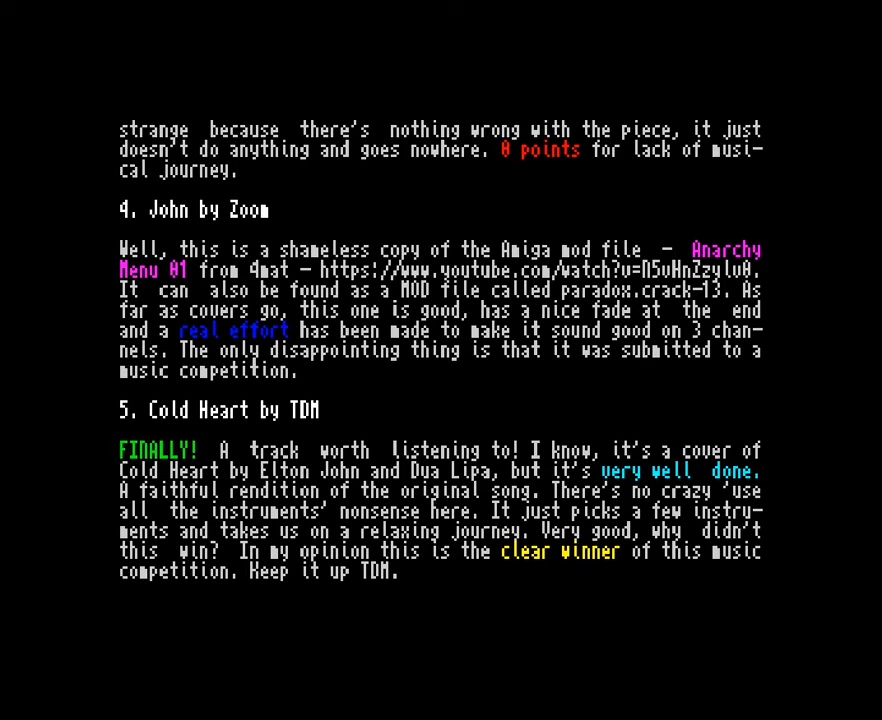 strange because there's nothing wrong with the piece, it just
doesn't do anything and goes nowhere. 0 points for lack of musi-
cal journey.
4. John by Zoom
Well, this is a shameless copy of the Amiga mod file - Anarchy
Menu 01 from 4mat - https://www.youtube.com/watch?v=N5vHnZzylv0.
It can also be found as a MOD file called paradox.crack-13. As
far as covers go, this one is good, has a nice fade at the end
and a real effort has been made to make it sound good on 3 chan-
nels. The only disappointing thing is that it was submitted to a
music competition.
5. Cold Heart by TDM
FINALLY! A track worth listening to! I know, it's a cover of
Cold Heart by Elton John and Dua Lipa, but it's very well done.
A faithful rendition of the original song. There's no crazy 'use
all the instruments' nonsense here. It just picks a few instru-
ments and takes us on a relaxing journey. Very good, why didn't
this win? In my opinion this is the clear winner of this music
competition. Keep it up TDM.